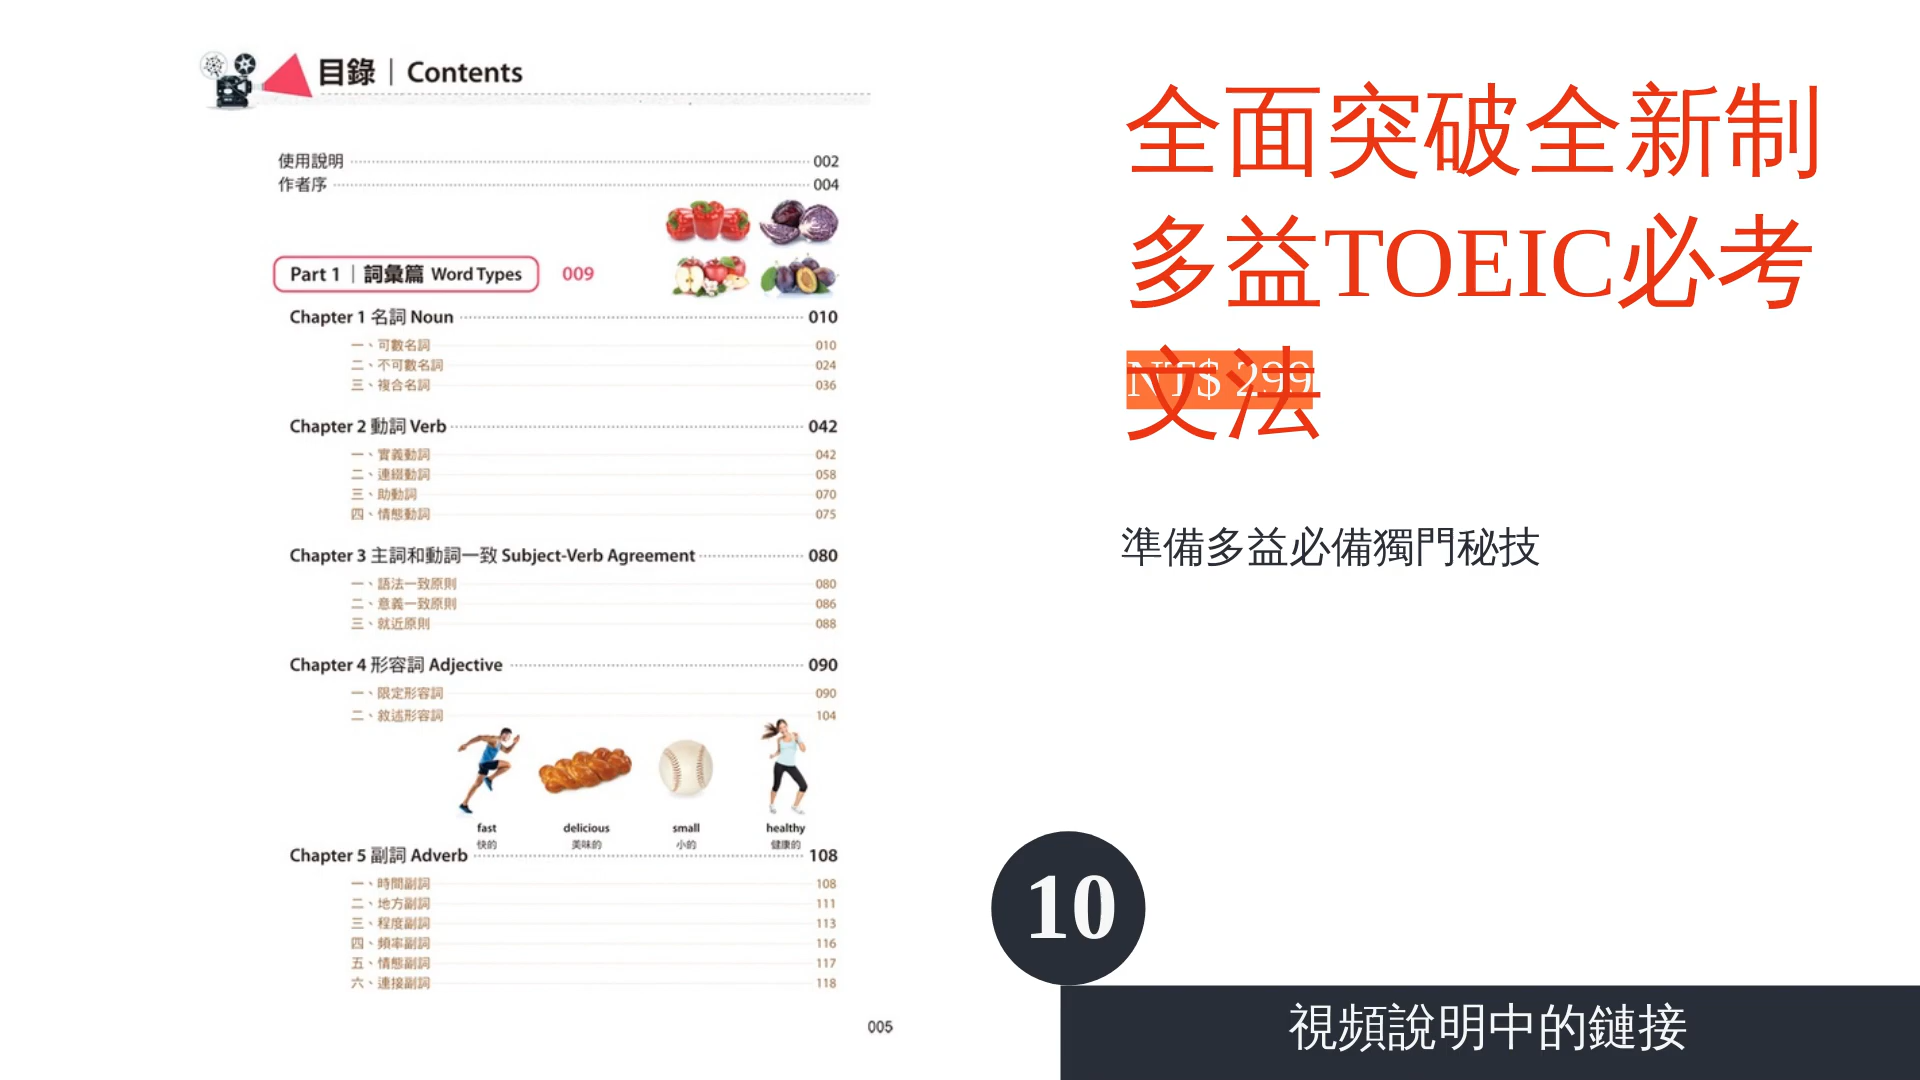 目錄｜Contents
使用說明 002
作者序 004
Part 1｜詞彙篇 Word Types 009
Chapter 1 名詞 Noun 010
一、可數名詞 010
二、不可數名詞 024
三、複合名詞 036
Chapter 2 動詞 Verb 042
一、實義動詞 042
二、連綴動詞 058
三、助動詞 070
四、情態動詞 075
Chapter 3 主詞和動詞一致 Subject-Verb Agreement 080
一、語法一致原則 080
二、意義一致原則 086
三、就近原則 088
Chapter 4 形容詞 Adjective 090
一、限定形容詞 090
二、敘述形容詞 104
fast delicious small healthy
快的 美味的 小的 健康的
Chapter 5 副詞 Adverb 108
一、時間副詞 108
二、地方副詞 111
三、程度副詞 113
四、頻率副詞 116
五、情態副詞 117
六、連接副詞 118
005
全面突破全新制
多益TOEIC必考
文法
NT$ 299
準備多益必備獨門秘技
10
視頻說明中的鏈接